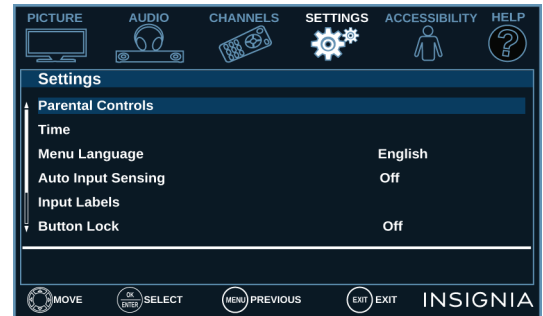 PICTURE AUDIO CHANNELS SETTINGS ACCESSIBILITY HELP
Settings
Parental Controls
Time
Menu Language English
Auto Input Sensing Off
Input Labels
Button Lock Off
MOVE OK ENTER SELECT MENU PREVIOUS EXIT EXIT INSIGNIA